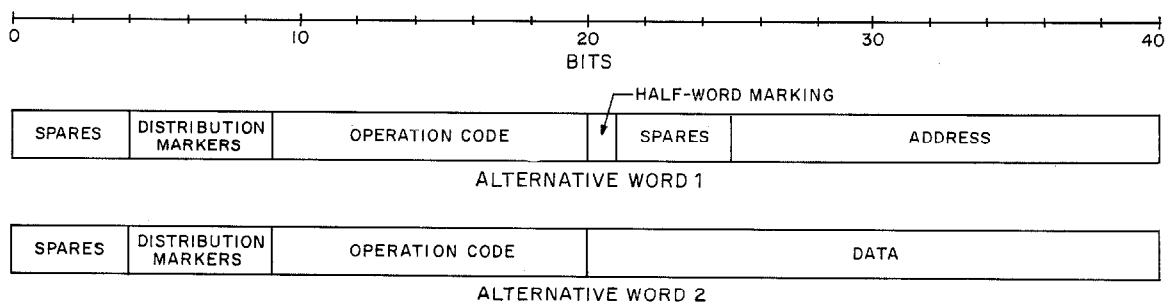 0 10 20 30 40
BITS
HALF-WORD MARKING
SPARES DISTRIBUTION MARKERS OPERATION CODE SPARES ADDRESS
ALTERNATIVE WORD 1
SPARES DISTRIBUTION MARKERS OPERATION CODE DATA
ALTERNATIVE WORD 2